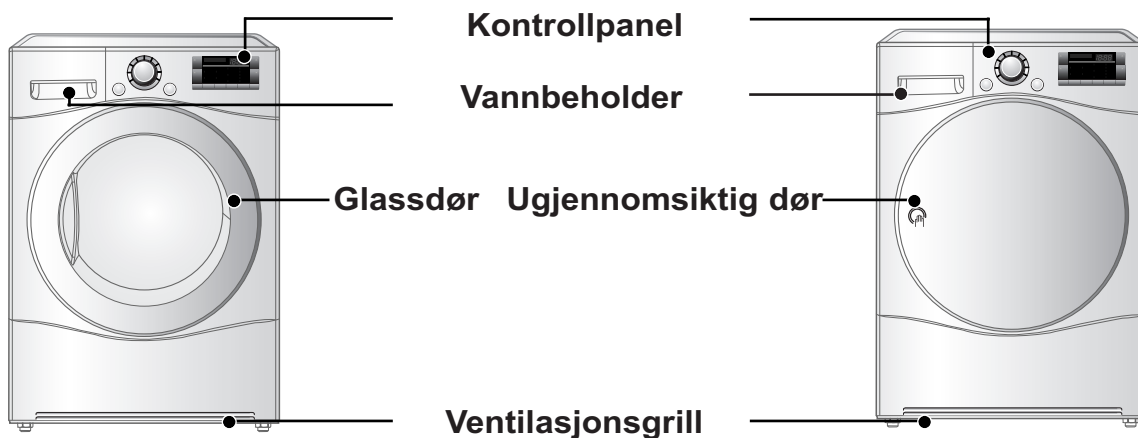 Kontrollpanel
Vannbeholder
Glassdør Ugjennomsiktig dør
Ventilasjonsgrill